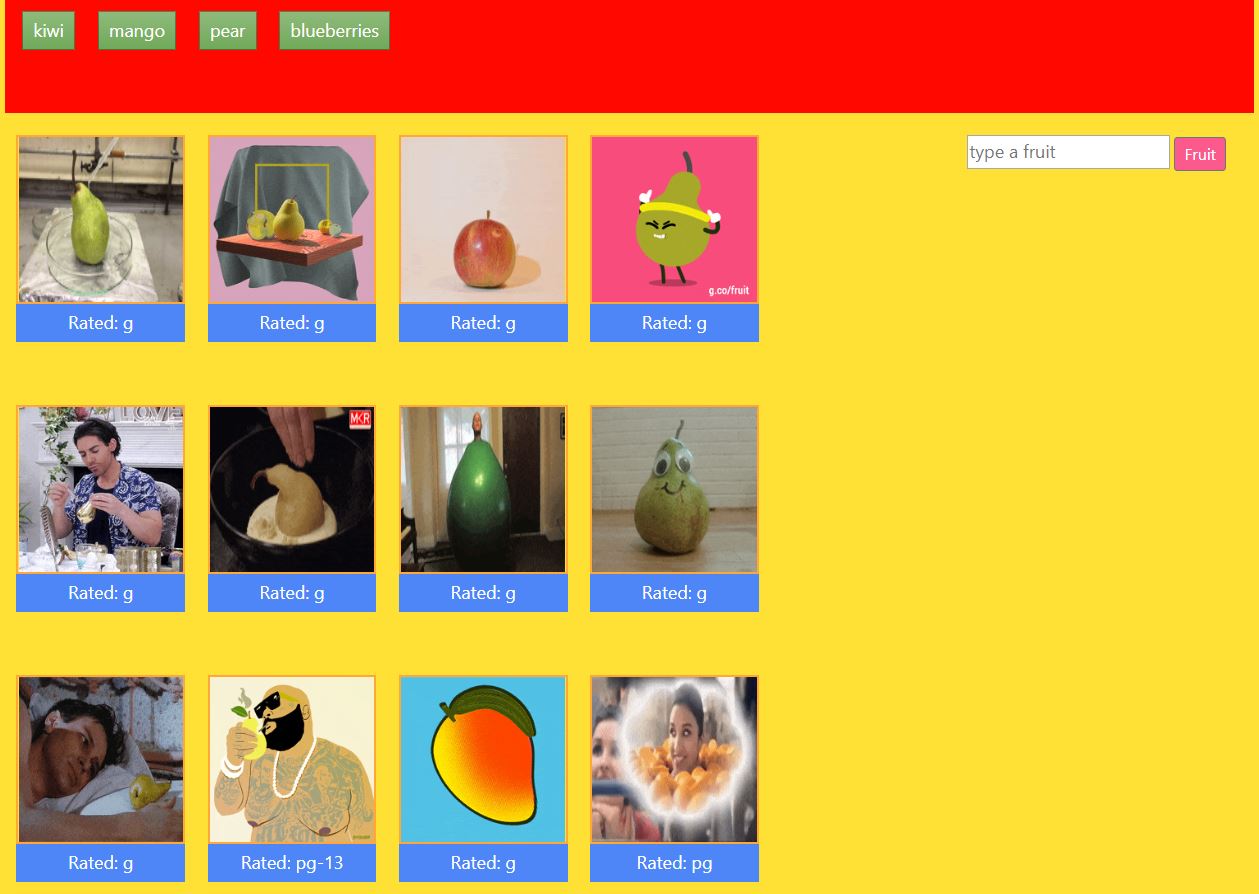 kiwi mango pear blueberries
type a fruit Fruit
g.co/fruit
Rated: g Rated: g Rated: g Rated: g
LOVE MKR
Rated: g Rated: g Rated: g Rated: g
Rated: g Rated: pg-13 Rated: g Rated: pg